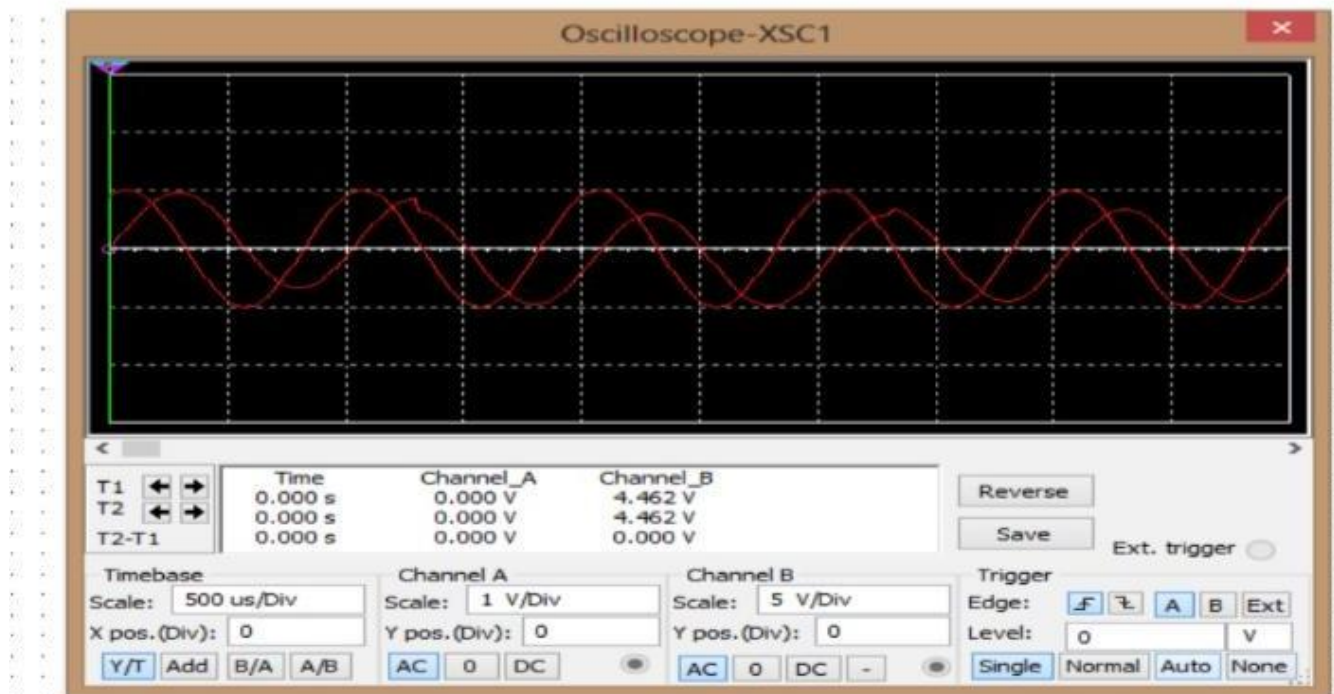 Oscilloscope-XSC1
Time Channel_A Channel_B
T1 0.000 s 0.000 V 4.462 V
T2 0.000 s 0.000 V 4.462 V
T2-T1 0.000 s 0.000 V 0.000 V
Reverse
Save
Ext. trigger
Timebase Channel A Channel B Trigger
Scale: 500 us/Div Scale: 1 V/Div Scale: 5 V/Div Edge: A B Ext
X pos.(Div): 0 Y pos.(Div): 0 Y pos.(Div): 0 Level: 0 V
Y/T Add B/A A/B AC 0 DC AC 0 DC - Single Normal Auto None